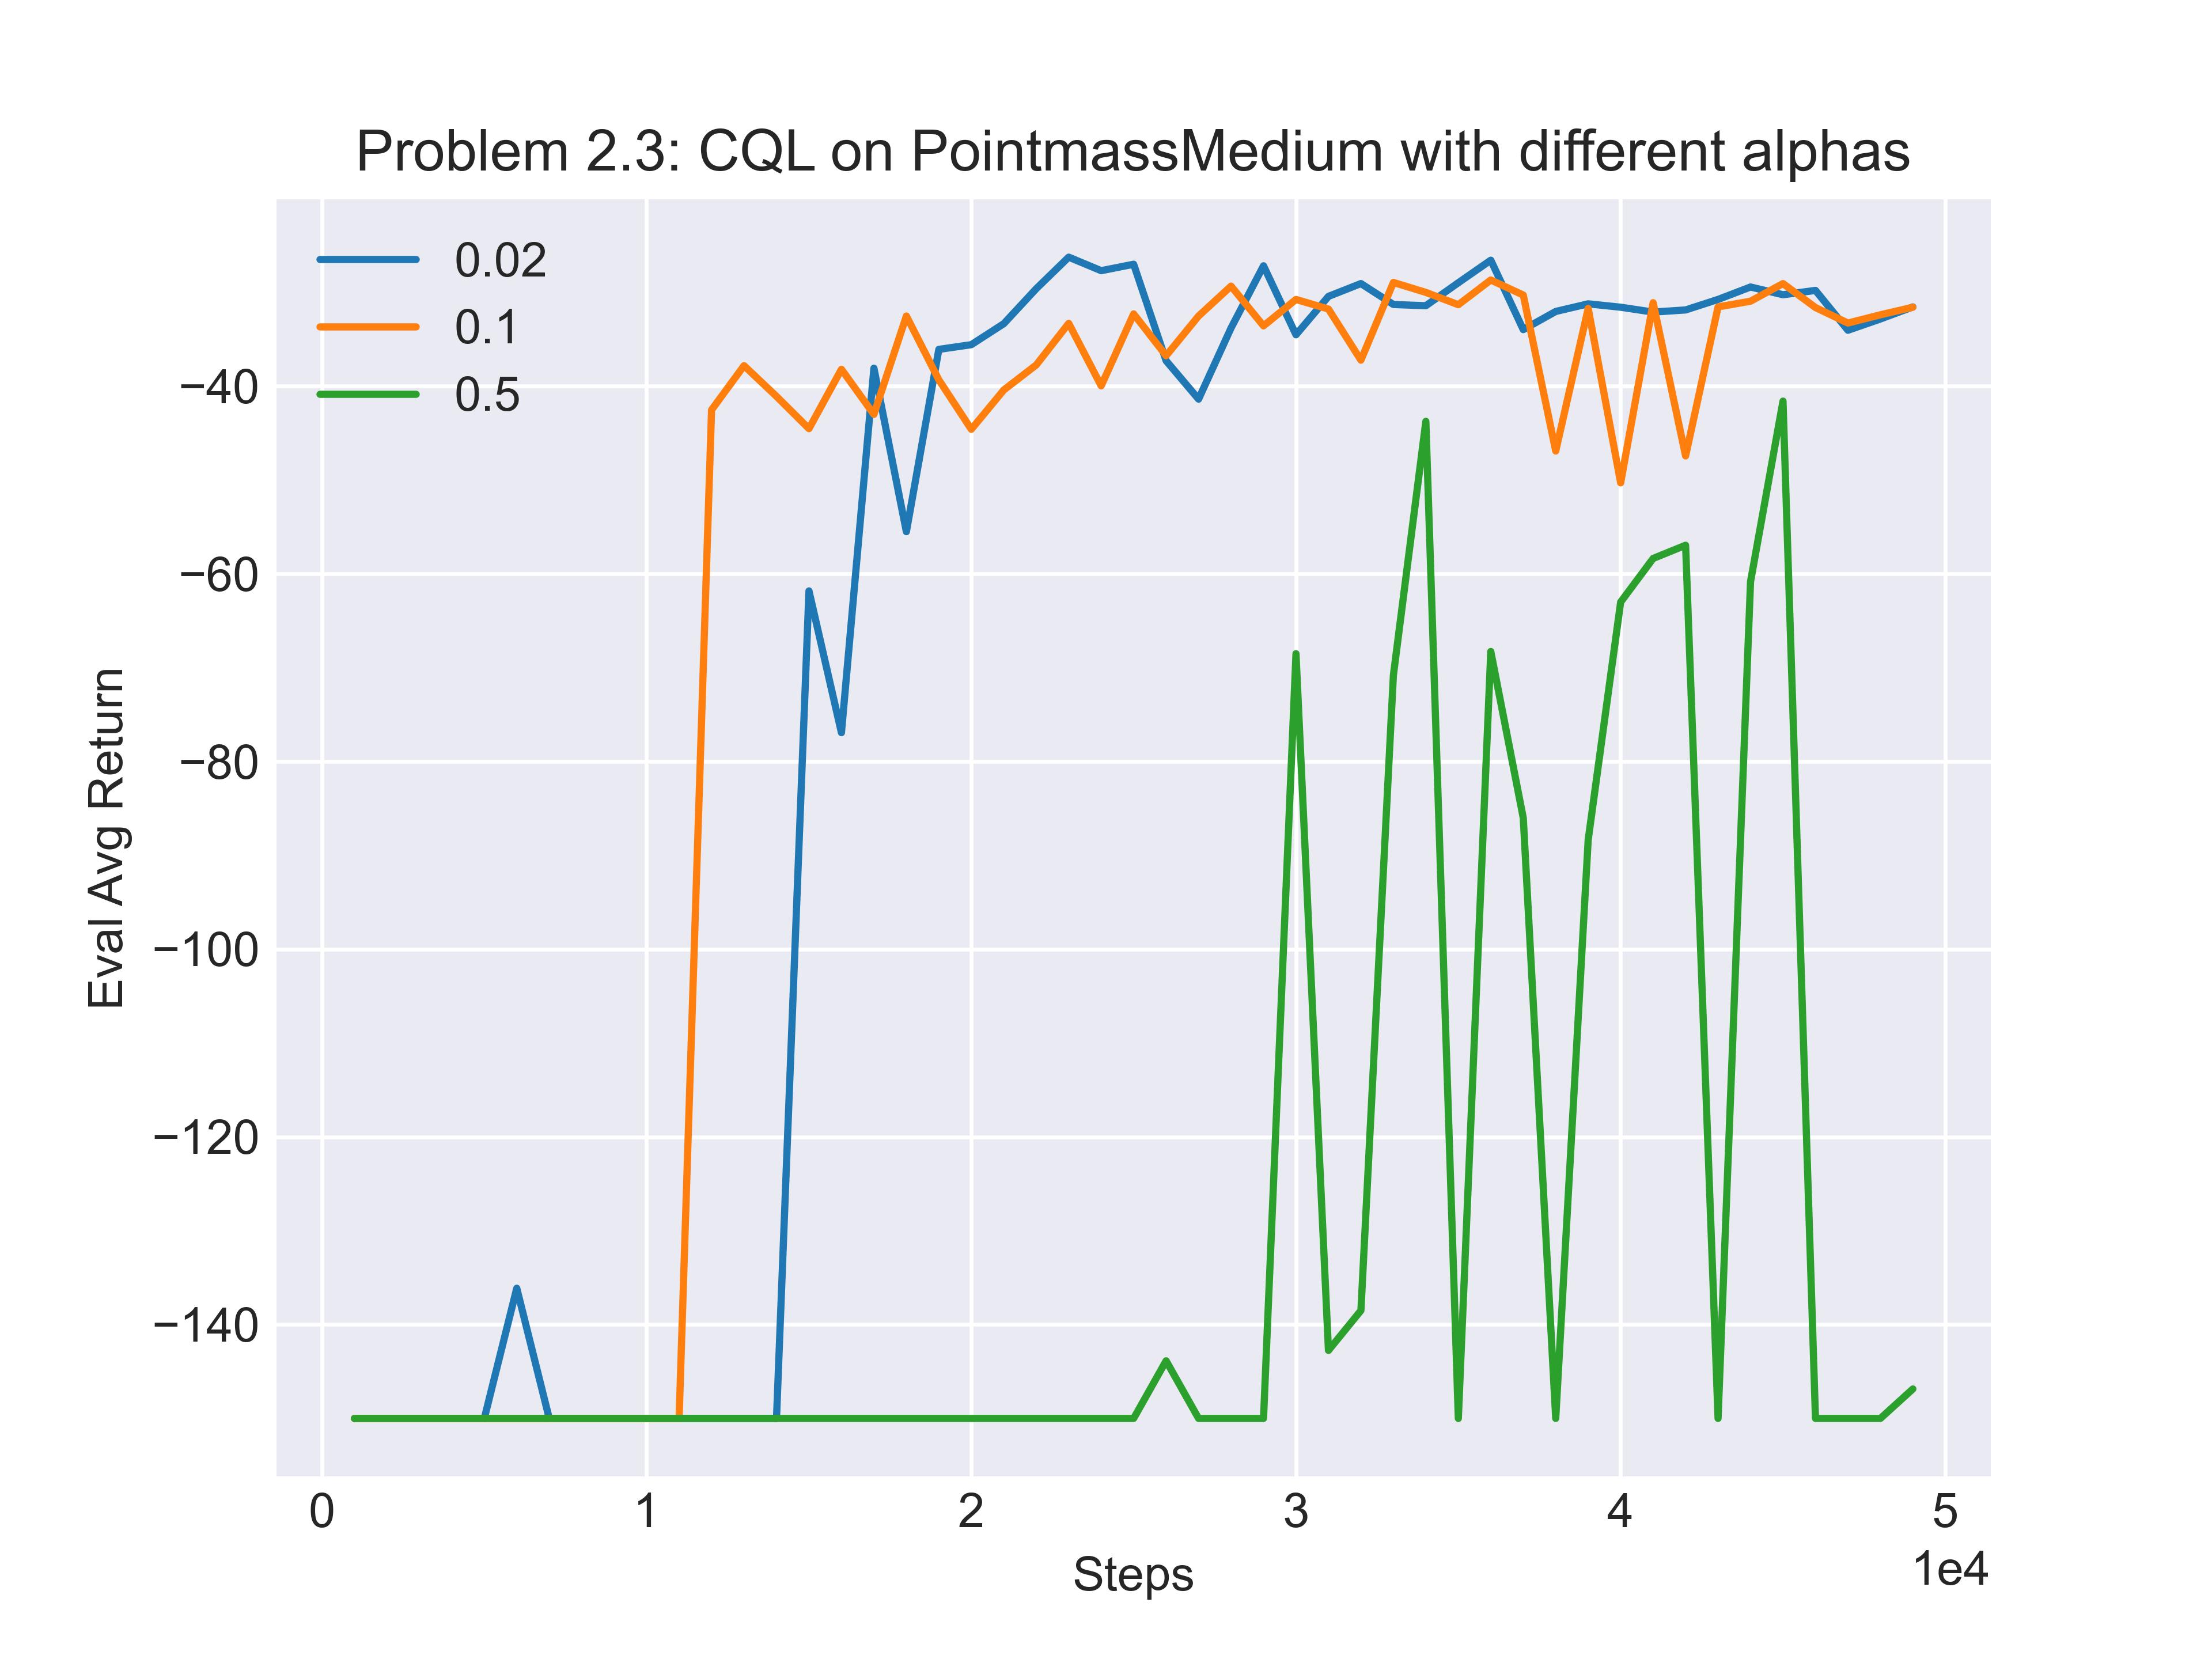 Problem 2.3: CQL on PointmassMedium with different alphas
0.02
0.1
0.5
−40
−60
−80
−100
−120
−140
Eval Avg Return
0 1 2 3 4 5
1e4
Steps